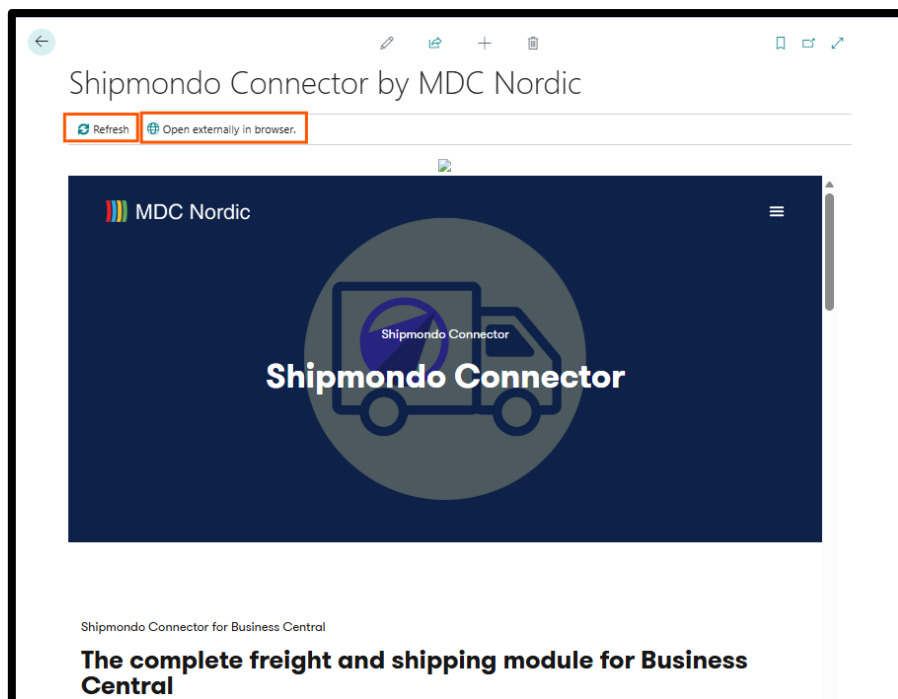 Shipmondo Connector by MDC Nordic
Refresh
Open externally in browser.
MDC Nordic
Shipmondo Connector
Shipmondo Connector
Shipmondo Connector for Business Central
The complete freight and shipping module for Business
Central